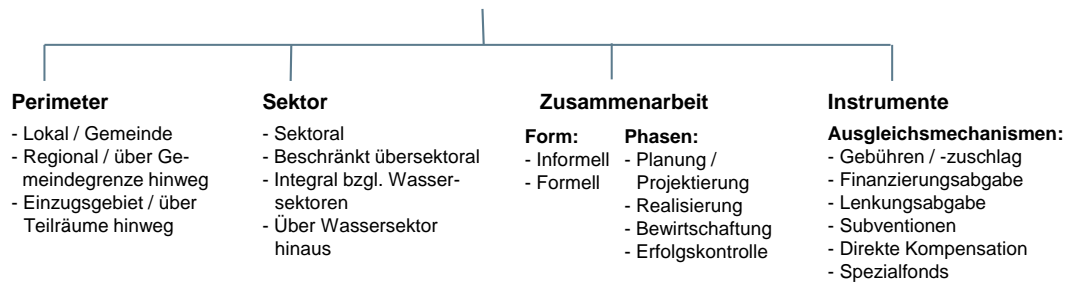 Perimeter
- Lokal / Gemeinde
- Regional / über Ge-
meindegrenze hinweg
- Einzugsgebiet / über
Teilräume hinweg
Sektor
- Sektoral
- Beschränkt übersektoral
- Integral bzgl. Wasser-
sektoren
- Über Wassersektor
hinaus
Zusammenarbeit
Form:
- Informell
- Formell
Phasen:
- Planung /
Projektierung
- Realisierung
- Bewirtschaftung
- Erfolgskontrolle
Instrumente
Ausgleichsmechanismen:
- Gebühren / -zuschlag
- Finanzierungsabgabe
- Lenkungsabgabe
- Subventionen
- Direkte Kompensation
- Spezialfonds